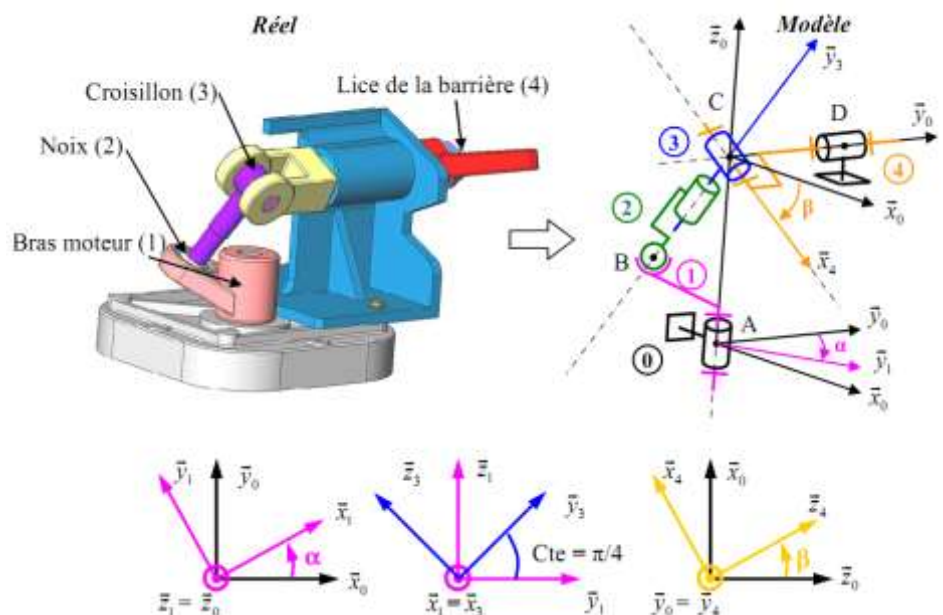 Réel
Modèle
Croisillon (3)
Lice de la barrière (4)
Noix (2)
Bras moteur (1)
z̄₀
ȳ₃
C
D
ȳ₀
3
4
2
β
x̄₀
x̄₄
B
1
A
ȳ₀
0
α
ȳ₁
x̄₀
ȳ₁
ȳ₀
x̄₁
α
x̄₀
z̄₁ = z̄₀
z̄₃
z̄₁
ȳ₃
Cte = π/4
x̄₁ = x̄₃
ȳ₁
x̄₄
x̄₀
z̄₄
β
z̄₀
ȳ₀ = ȳ₄